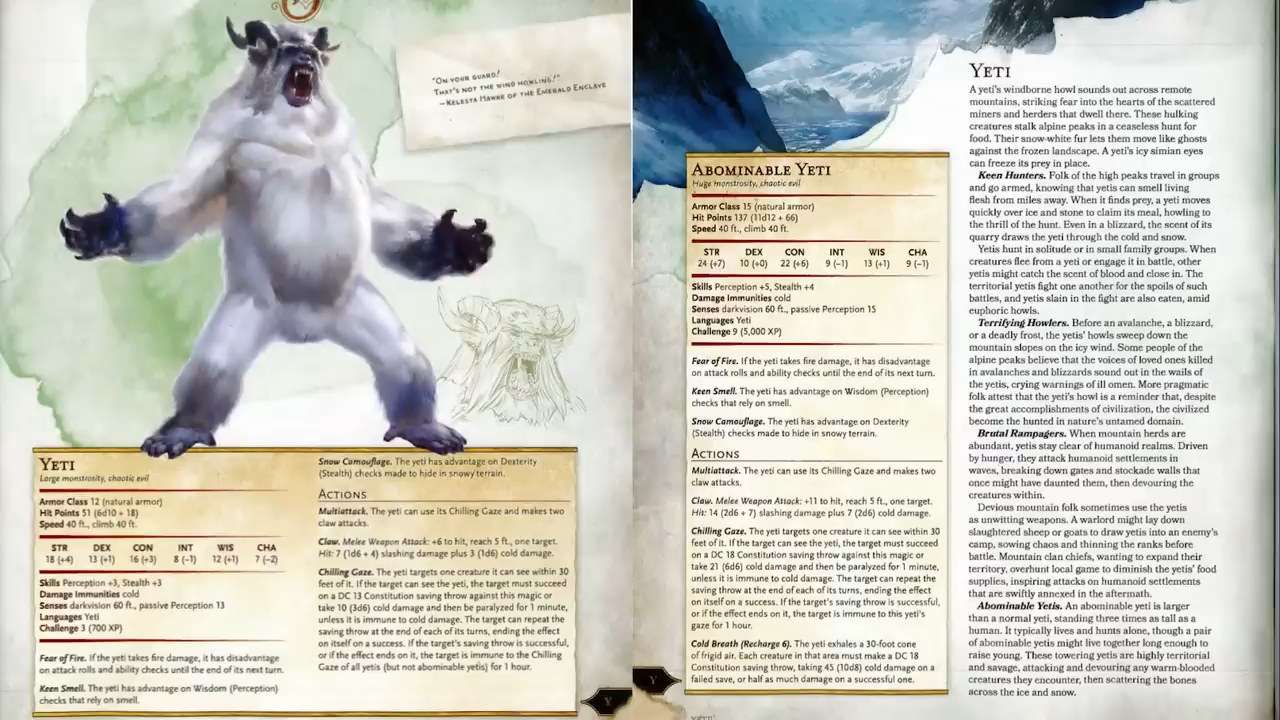 "On your guard!
That's not the wind howling!"
—Kelesta Hawke of the Emerald Enclave
Yeti
Large monstrosity, chaotic evil
Armor Class 12 (natural armor)
Hit Points 51 (6d10 + 18)
Speed 40 ft., climb 40 ft.
STR DEX CON INT WIS CHA
18 (+4) 13 (+1) 16 (+3) 8 (−1) 12 (+1) 7 (−2)
Skills Perception +3, Stealth +3
Damage Immunities cold
Senses darkvision 60 ft., passive Perception 13
Languages Yeti
Challenge 3 (700 XP)
Fear of Fire. If the yeti takes fire damage, it has disadvantage
on attack rolls and ability checks until the end of its next turn.
Keen Smell. The yeti has advantage on Wisdom (Perception)
checks that rely on smell.
Snow Camouflage. The yeti has advantage on Dexterity
(Stealth) checks made to hide in snowy terrain.
Actions
Multiattack. The yeti can use its Chilling Gaze and makes two
claw attacks.
Claw. Melee Weapon Attack: +6 to hit, reach 5 ft., one target.
Hit: 7 (1d6 + 4) slashing damage plus 3 (1d6) cold damage.
Chilling Gaze. The yeti targets one creature it can see within 30
feet of it. If the target can see the yeti, the target must succeed
on a DC 13 Constitution saving throw against this magic or
take 10 (3d6) cold damage and then be paralyzed for 1 minute,
unless it is immune to cold damage. The target can repeat the
saving throw at the end of each of its turns, ending the effect
on itself on a success. If the target's saving throw is successful,
or if the effect ends on it, the target is immune to the Chilling
Gaze of all yetis (but not abominable yetis) for 1 hour.
Y
Abominable Yeti
Huge monstrosity, chaotic evil
Armor Class 15 (natural armor)
Hit Points 137 (11d12 + 66)
Speed 40 ft., climb 40 ft.
STR DEX CON INT WIS CHA
24 (+7) 10 (+0) 22 (+6) 9 (−1) 13 (+1) 9 (−1)
Skills Perception +5, Stealth +4
Damage Immunities cold
Senses darkvision 60 ft., passive Perception 15
Languages Yeti
Challenge 9 (5,000 XP)
Fear of Fire. If the yeti takes fire damage, it has disadvantage
on attack rolls and ability checks until the end of its next turn.
Keen Smell. The yeti has advantage on Wisdom (Perception)
checks that rely on smell.
Snow Camouflage. The yeti has advantage on Dexterity
(Stealth) checks made to hide in snowy terrain.
Actions
Multiattack. The yeti can use its Chilling Gaze and makes two
claw attacks.
Claw. Melee Weapon Attack: +11 to hit, reach 5 ft., one target.
Hit: 14 (2d6 + 7) slashing damage plus 7 (2d6) cold damage.
Chilling Gaze. The yeti targets one creature it can see within 30
feet of it. If the target can see the yeti, the target must succeed
on a DC 18 Constitution saving throw against this magic or
take 21 (6d6) cold damage and then be paralyzed for 1 minute,
unless it is immune to cold damage. The target can repeat the
saving throw at the end of each of its turns, ending the effect
on itself on a success. If the target's saving throw is successful,
or if the effect ends on it, the target is immune to this yeti's
gaze for 1 hour.
Cold Breath (Recharge 6). The yeti exhales a 30-foot cone
of frigid air. Each creature in that area must make a DC 18
Constitution saving throw, taking 45 (10d8) cold damage on a
failed save, or half as much damage on a successful one.
Y
Yeti
A yeti's windborne howl sounds out across remote
mountains, striking fear into the hearts of the scattered
miners and herders that dwell there. These hulking
creatures stalk alpine peaks in a ceaseless hunt for
food. Their snow-white fur lets them move like ghosts
against the frozen landscape. A yeti's icy simian eyes
can freeze its prey in place.
Keen Hunters. Folk of the high peaks travel in groups
and go armed, knowing that yetis can smell living
flesh from miles away. When it finds prey, a yeti moves
quickly over ice and stone to claim its meal, howling to
the thrill of the hunt. Even in a blizzard, the scent of its
quarry draws the yeti through the cold and snow.
Yetis hunt in solitude or in small family groups. When
creatures flee from a yeti or engage it in battle, other
yetis might catch the scent of blood and close in. The
territorial yetis fight one another for the spoils of such
battles, and yetis slain in the fight are also eaten, amid
euphoric howls.
Terrifying Howlers. Before an avalanche, a blizzard,
or a deadly frost, the yetis' howls sweep down the
mountain slopes on the icy wind. Some people of the
alpine peaks believe that the voices of loved ones killed
in avalanches and blizzards sound out in the wails of
the yetis, crying warnings of ill omen. More pragmatic
folk attest that the yeti's howl is a reminder that, despite
the great accomplishments of civilization, the civilized
become the hunted in nature's untamed domain.
Brutal Rampagers. When mountain herds are
abundant, yetis stay clear of humanoid realms. Driven
by hunger, they attack humanoid settlements in
waves, breaking down gates and stockade walls that
once might have daunted them, then devouring the
creatures within.
Devious mountain folk sometimes use the yetis
as unwitting weapons. A warlord might lay down
slaughtered sheep or goats to draw yetis into an enemy's
camp, sowing chaos and thinning the ranks before
battle. Mountain clan chiefs, wanting to expand their
territory, overhunt local game to diminish the yetis' food
supplies, inspiring attacks on humanoid settlements
that are swiftly annexed in the aftermath.
Abominable Yetis. An abominable yeti is larger
than a normal yeti, standing three times as tall as a
human. It typically lives and hunts alone, though a pair
of abominable yetis might live together long enough to
raise young. These towering yetis are highly territorial
and savage, attacking and devouring any warm-blooded
creatures they encounter, then scattering the bones
across the ice and snow.